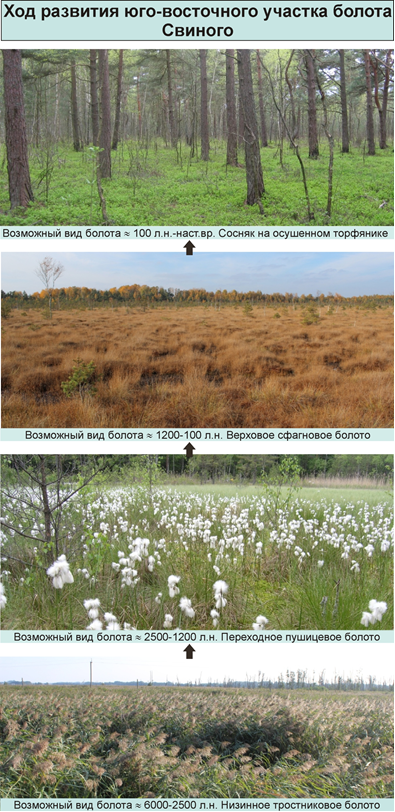 Ход развития юго-восточного участка болота
Свиного
Возможный вид болота ≈ 100 л.н.-наст.вр. Сосняк на осушенном торфянике
Возможный вид болота ≈ 1200-100 л.н. Верховое сфагновое болото
Возможный вид болота ≈ 2500-1200 л.н. Переходное пушицевое болото
Возможный вид болота ≈ 6000-2500 л.н. Низинное тростниковое болото